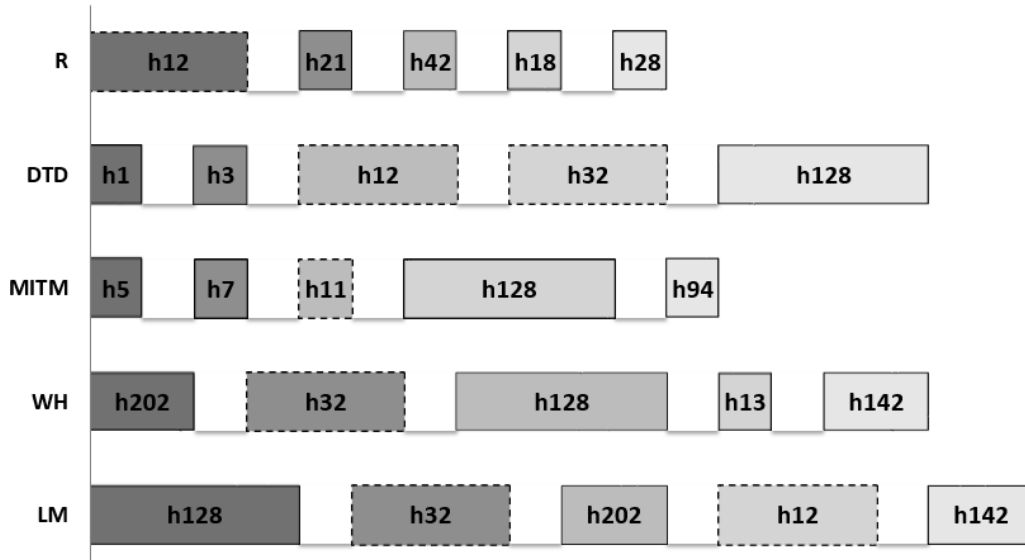 R h12 h21 h42 h18 h28
DTD h1 h3 h12 h32 h128
MITM h5 h7 h11 h128 h94
WH h202 h32 h128 h13 h142
LM h128 h32 h202 h12 h142